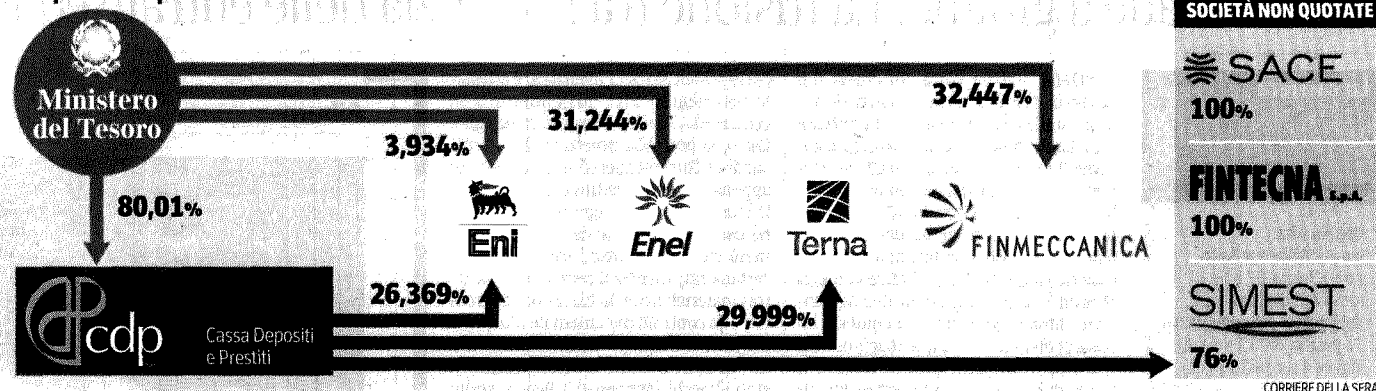 SOCIETÀ NON QUOTATE
Ministero
del Tesoro
80,01%
3,934%
31,244%
32,447%
Eni
Enel
Terna
FINMECCANICA
26,369%
29,999%
cdp
Cassa Depositi
e Prestiti
SACE
100%
FINTECNA S.p.A.
100%
SIMEST
76%
CORRIERE DELLA SERA